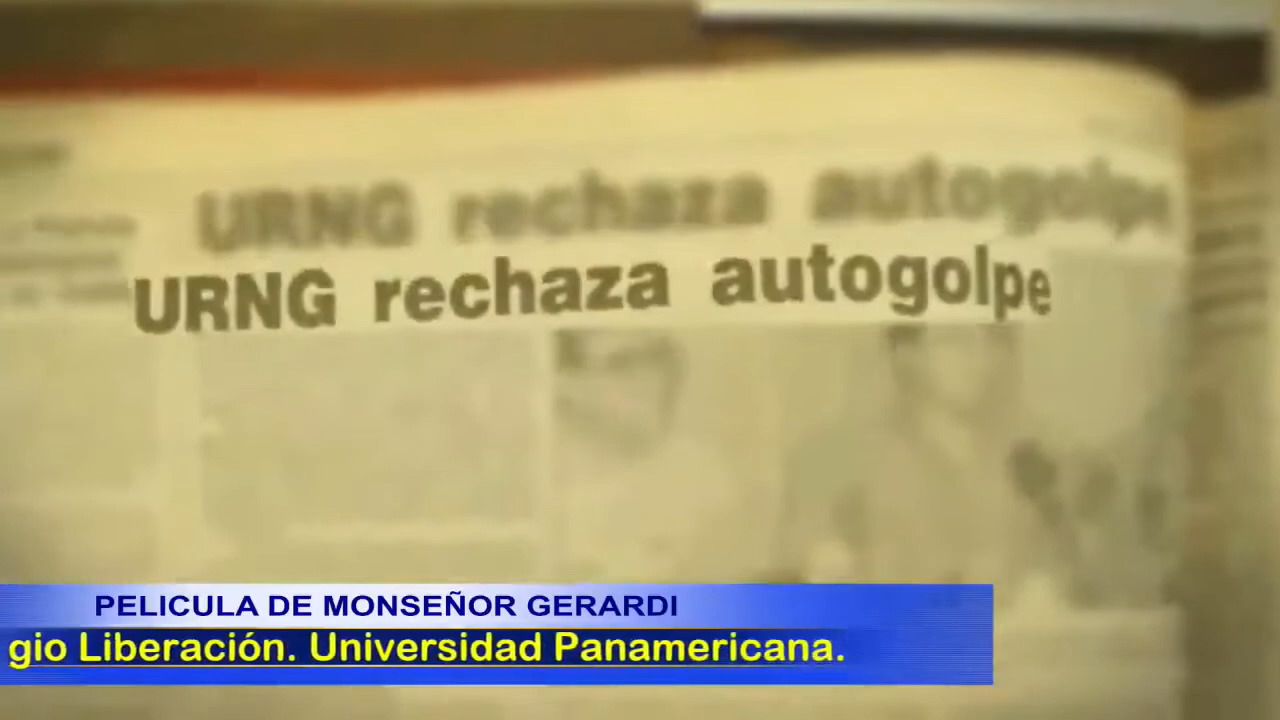 URNG rechaza autogolpe
URNG rechaza autogolpe
PELICULA DE MONSEÑOR GERARDI
gio Liberación. Universidad Panamericana.